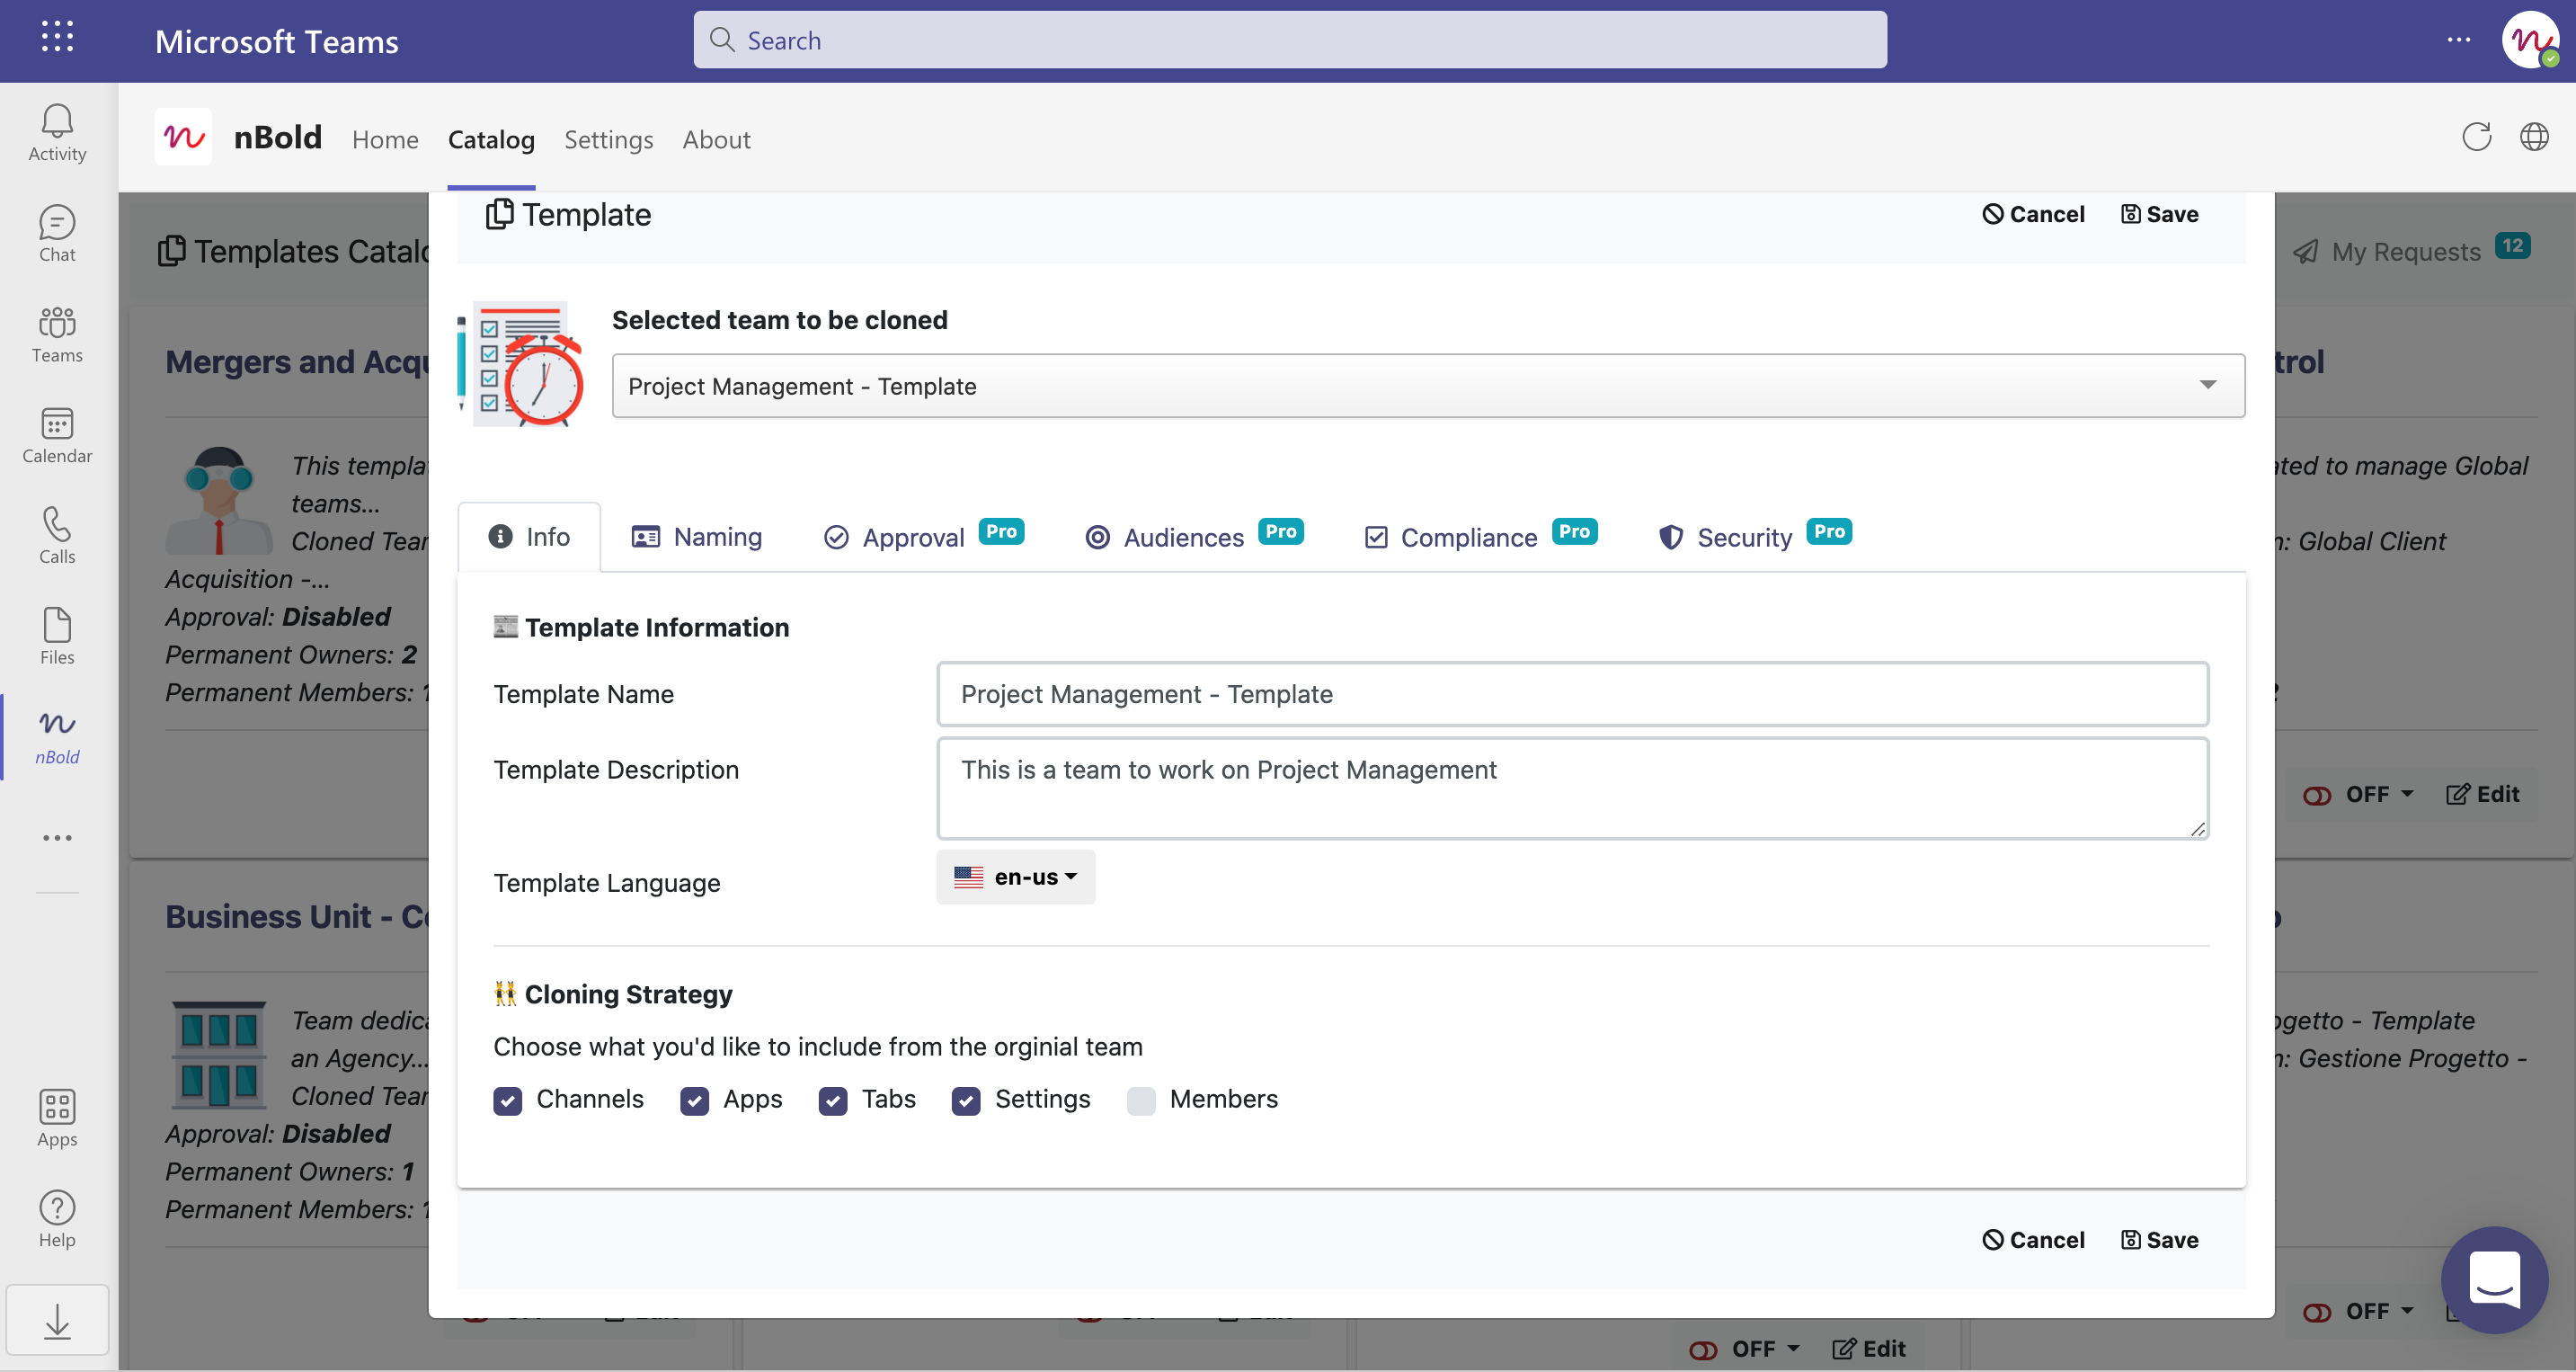 Microsoft Teams
Search
Activity
Chat
Teams
Calendar
Calls
Files
nBold
Apps
Help
nBold Home Catalog Settings About
Templates Catalo
My Requests 12
Mergers and Acqu
This templat
teams...
Cloned Tear
Acquisition -...
Approval: Disabled
Permanent Owners: 2
Permanent Members: 1
Business Unit - Co
Team dedica
an Agency...
Cloned Tear
Approval: Disabled
Permanent Owners: 1
Permanent Members: 1
Template
Cancel Save
Selected team to be cloned
Project Management - Template
Info Naming Approval Pro Audiences Pro Compliance Pro Security Pro
Template Information
Template Name Project Management - Template
Template Description This is a team to work on Project Management
Template Language en-us
Cloning Strategy
Choose what you'd like to include from the orginial team
Channels Apps Tabs Settings Members
Cancel Save
trol
ated to manage Global
n: Global Client
OFF Edit
ogetto - Template
n: Gestione Progetto -
OFF
OFF Edit